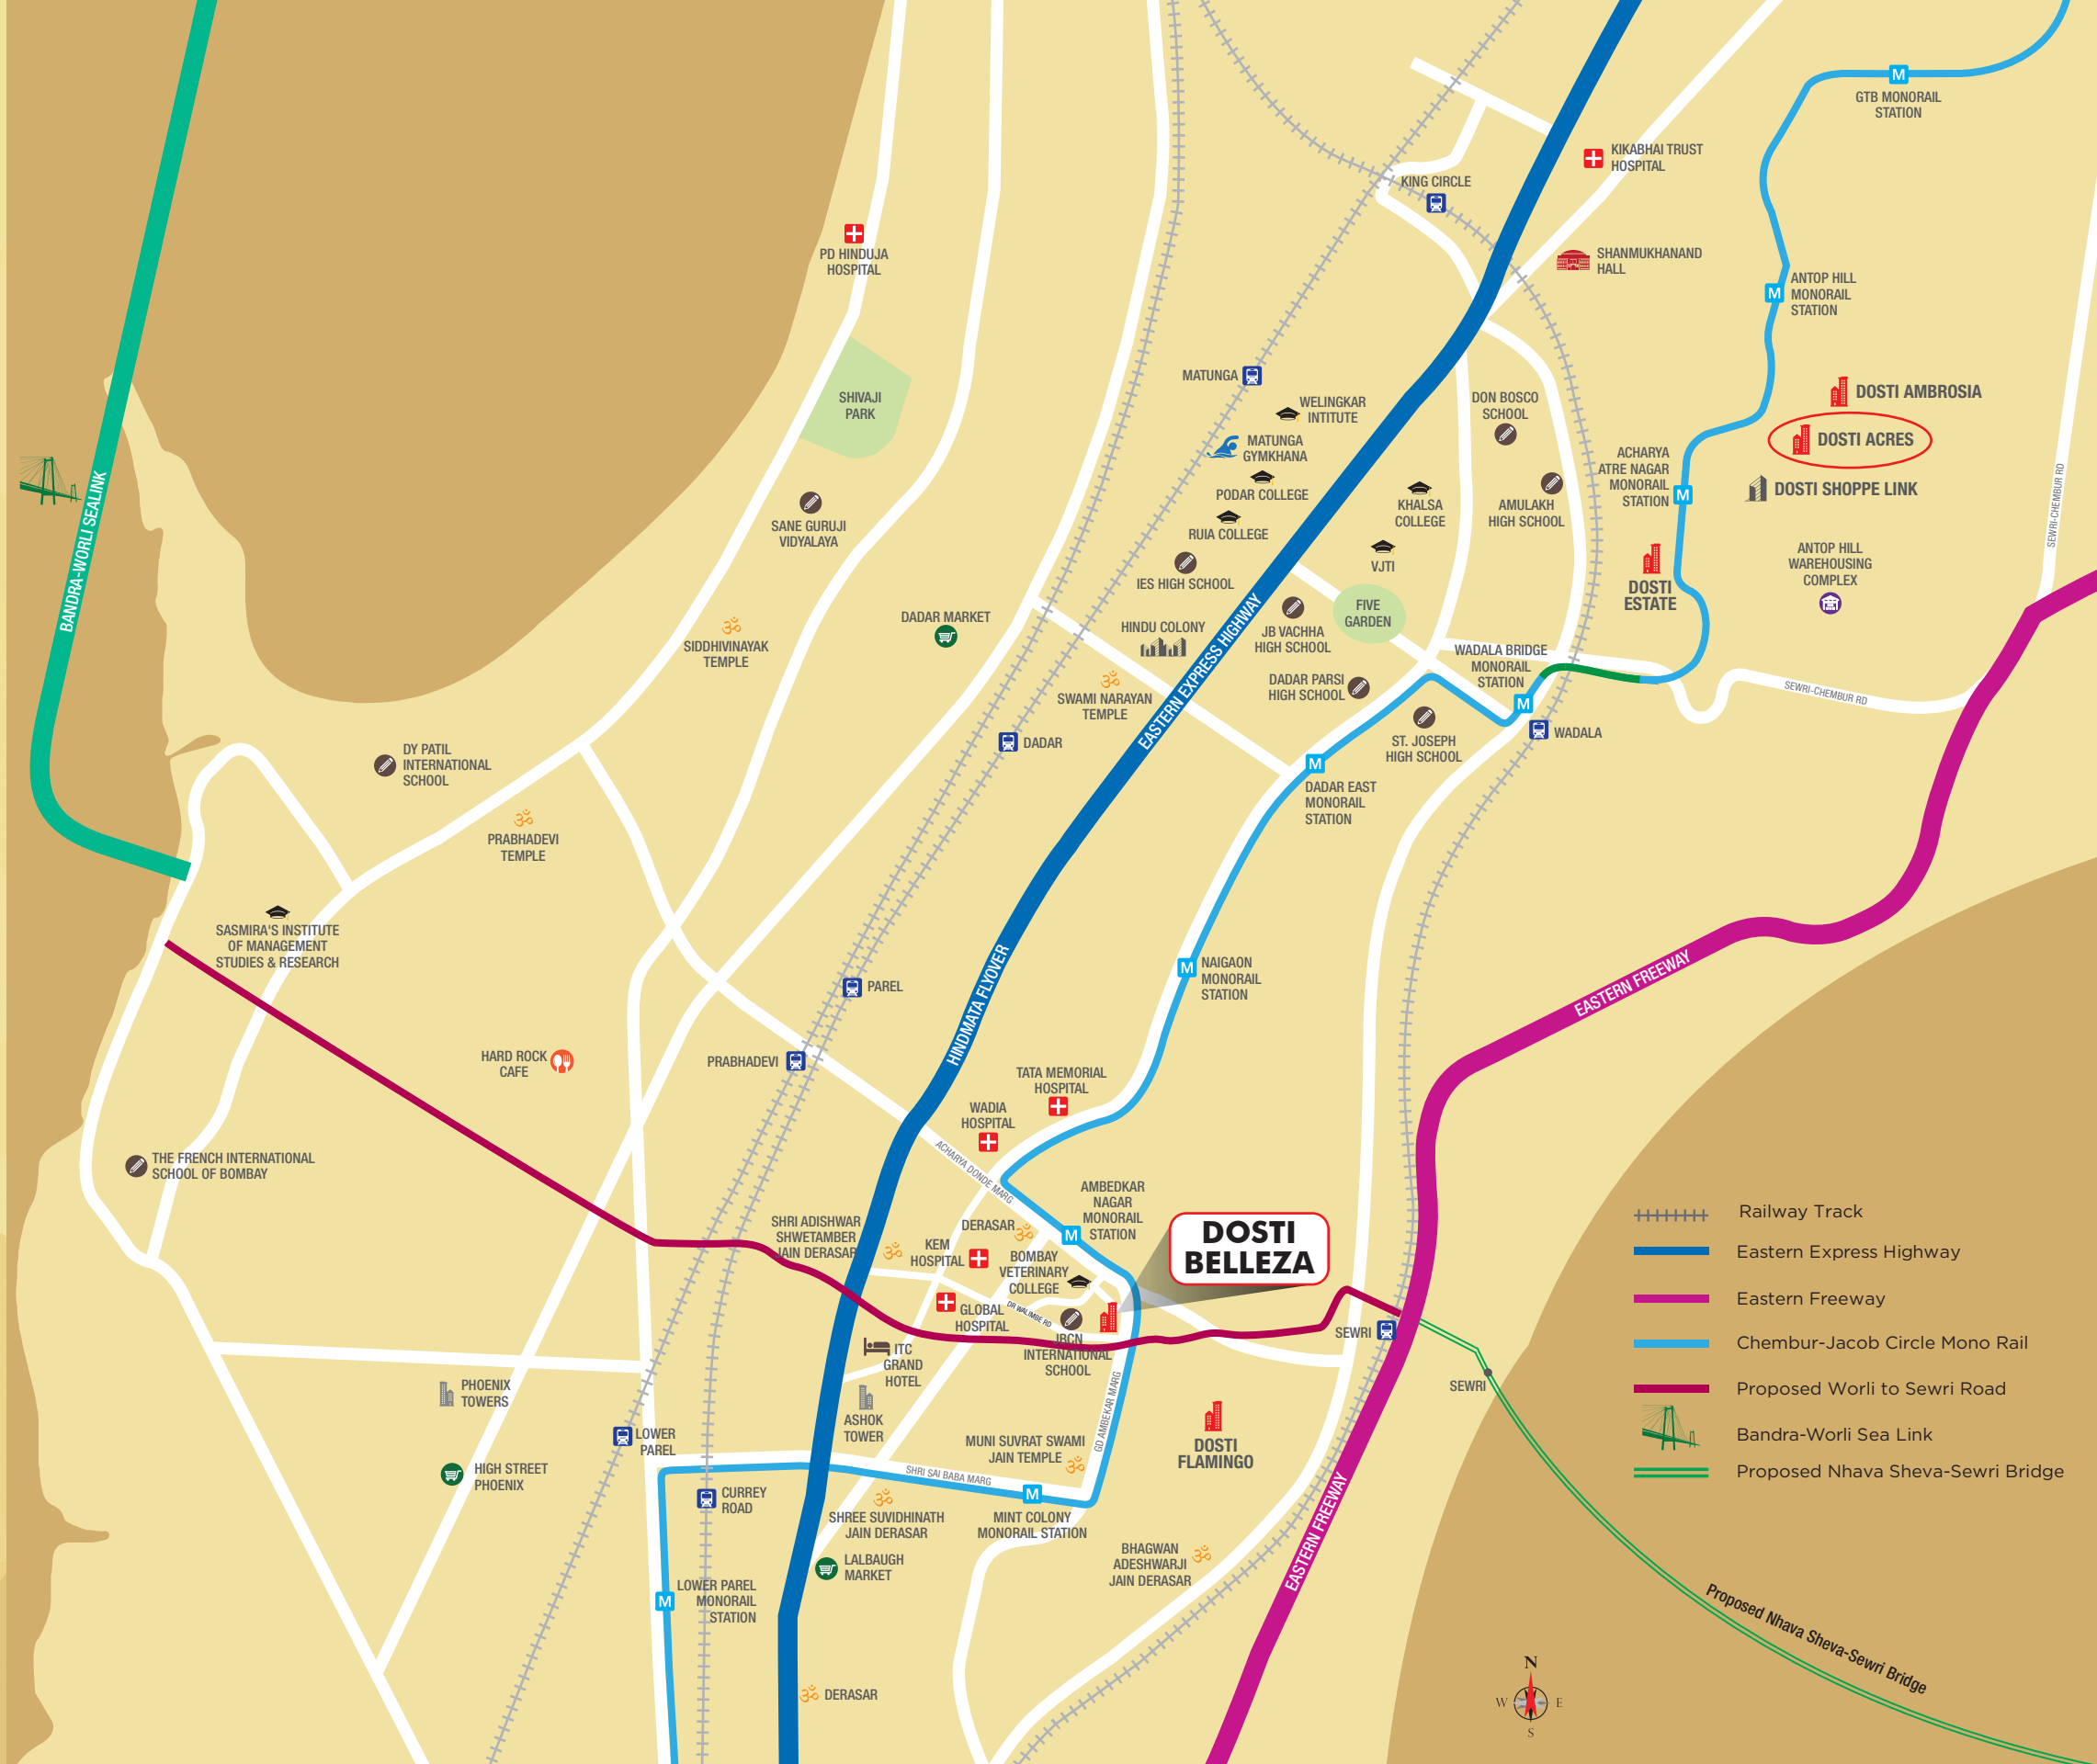 GTB MONORAIL
STATION
KIKABHAI TRUST
HOSPITAL
KING CIRCLE
PD HINDUJA
HOSPITAL
SHANMUKHANAND
HALL
ANTOP HILL
MONORAIL
STATION
MATUNGA
SHIVAJI
PARK
WELINGKAR
INTITUTE
DON BOSCO
SCHOOL
DOSTI AMBROSIA
DOSTI ACRES
MATUNGA
GYMKHANA
ACHARYA
ATRE NAGAR
MONORAIL
STATION
DOSTI SHOPPE LINK
PODAR COLLEGE
KHALSA
COLLEGE
AMULAKH
HIGH SCHOOL
SEWRI-CHEMBUR RD
SANE GURUJI
VIDYALAYA
RUIA COLLEGE
VJTI
BANDRA-WORLI SEALINK
IES HIGH SCHOOL
ANTOP HILL
WAREHOUSING
COMPLEX
DOSTI
ESTATE
DADAR MARKET
HINDU COLONY
JB VACHHA
HIGH SCHOOL
FIVE
GARDEN
EASTERN EXPRESS HIGHWAY
SIDDHIVINAYAK
TEMPLE
WADALA BRIDGE
MONORAIL
STATION
SWAMI NARAYAN
TEMPLE
DADAR PARSI
HIGH SCHOOL
SEWRI-CHEMBUR RD
DADAR
ST. JOSEPH
HIGH SCHOOL
WADALA
DY PATIL
INTERNATIONAL
SCHOOL
DADAR EAST
MONORAIL
STATION
PRABHADEVI
TEMPLE
SASMIRA'S INSTITUTE
OF MANAGEMENT
STUDIES & RESEARCH
NAIGAON
MONORAIL
STATION
PAREL
HINDMATA FLYOVER
EASTERN FREEWAY
HARD ROCK
CAFE
PRABHADEVI
TATA MEMORIAL
HOSPITAL
WADIA
HOSPITAL
THE FRENCH INTERNATIONAL
SCHOOL OF BOMBAY
ACHARYA DONDE MARG
AMBEDKAR
NAGAR
MONORAIL
STATION
SHRI ADISHWAR
SHWETAMBER
JAIN DERASAR
DERASAR
KEM
HOSPITAL
BOMBAY
VETERINARY
COLLEGE
DOSTI
BELLEZA
GLOBAL
HOSPITAL
DR WALIMBE RD
IBCN
INTERNATIONAL
SCHOOL
SEWRI
SEWRI
ITC
GRAND
HOTEL
PHOENIX
TOWERS
ASHOK
TOWER
GD AMBEKAR MARG
LOWER
PAREL
MUNI SUVRAT SWAMI
JAIN TEMPLE
DOSTI
FLAMINGO
HIGH STREET
PHOENIX
SHRI SAI BABA MARG
CURREY
ROAD
SHREE SUVIDHINATH
JAIN DERASAR
MINT COLONY
MONORAIL STATION
EASTERN FREEWAY
BHAGWAN
ADESHWARJI
JAIN DERASAR
LALBAUGH
MARKET
LOWER PAREL
MONORAIL
STATION
DERASAR
Railway Track
Eastern Express Highway
Eastern Freeway
Chembur-Jacob Circle Mono Rail
Proposed Worli to Sewri Road
Bandra-Worli Sea Link
Proposed Nhava Sheva-Sewri Bridge
Proposed Nhava Sheva-Sewri Bridge
N
W E
S